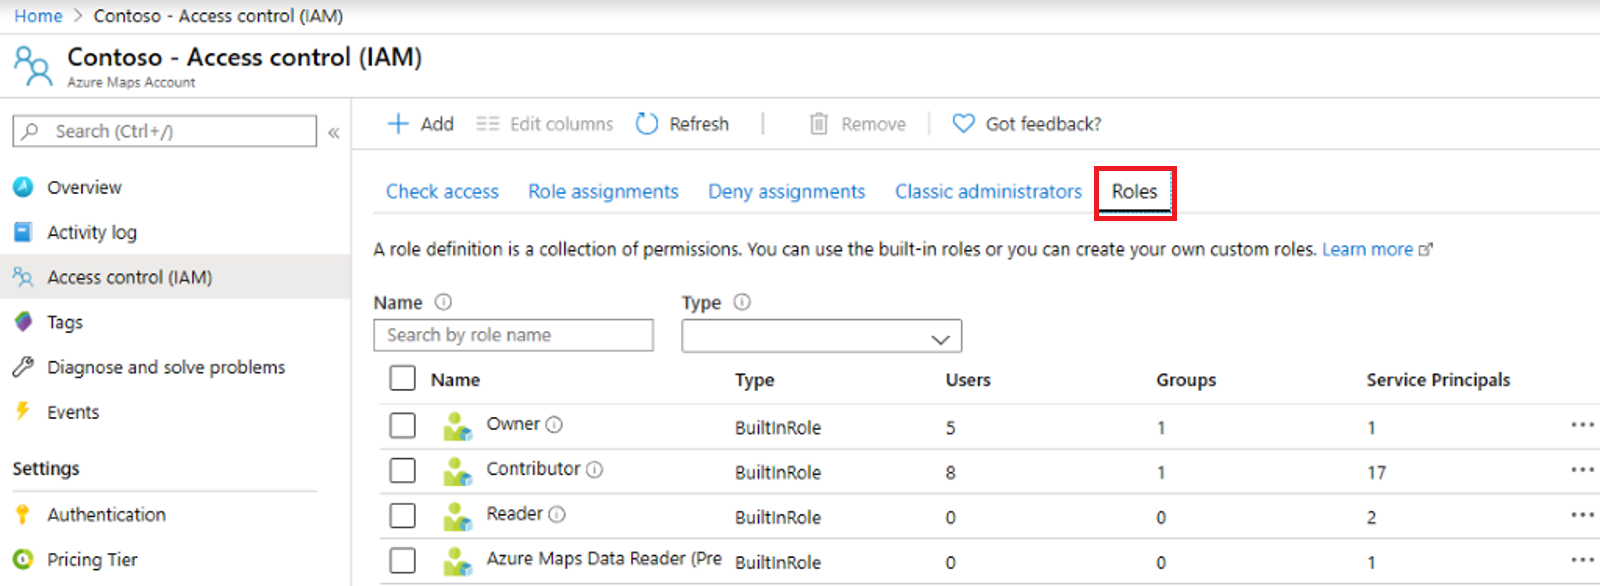 Home > Contoso - Access control (IAM)
Contoso - Access control (IAM)
Azure Maps Account
Search (Ctrl+/) «
Add Edit columns Refresh Remove Got feedback?
Overview
Activity log
Access control (IAM)
Tags
Diagnose and solve problems
Events
Settings
Authentication
Pricing Tier
Check access Role assignments Deny assignments Classic administrators Roles
A role definition is a collection of permissions. You can use the built-in roles or you can create your own custom roles. Learn more
Name Type
Search by role name
Name Type Users Groups Service Principals
Owner BuiltInRole 5 1 1 ...
Contributor BuiltInRole 8 1 17 ...
Reader BuiltInRole 0 0 2 ...
Azure Maps Data Reader (Pre BuiltInRole 0 0 1 ...